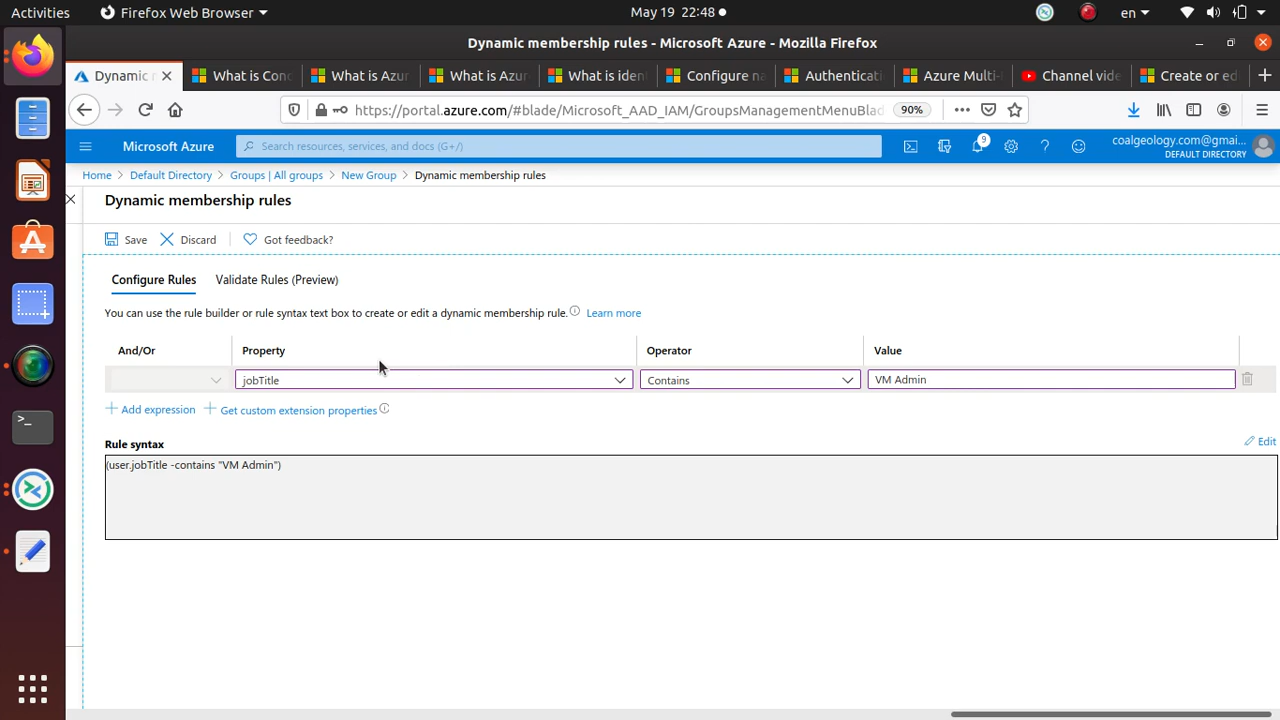 Activities
Firefox Web Browser
May 19 22:48
en
Dynamic membership rules - Microsoft Azure - Mozilla Firefox
Dynamic m
What is Con
What is Azur
What is Azu
What is iden
Configure na
Authenticati
Azure Multi-
Channel vide
Create or ed
https://portal.azure.com/#blade/Microsoft_AAD_IAM/GroupsManagementMenuBlad
90%
Microsoft Azure
Search resources, services, and docs (G+/)
9
coalgeology.com@gmai...
DEFAULT DIRECTORY
Home > Default Directory > Groups | All groups > New Group > Dynamic membership rules
Dynamic membership rules
Save
Discard
Got feedback?
Configure Rules
Validate Rules (Preview)
You can use the rule builder or rule syntax text box to create or edit a dynamic membership rule. Learn more
And/Or Property Operator Value
jobTitle Contains VM Admin
+ Add expression + Get custom extension properties
Rule syntax
Edit
(user.jobTitle -contains "VM Admin")